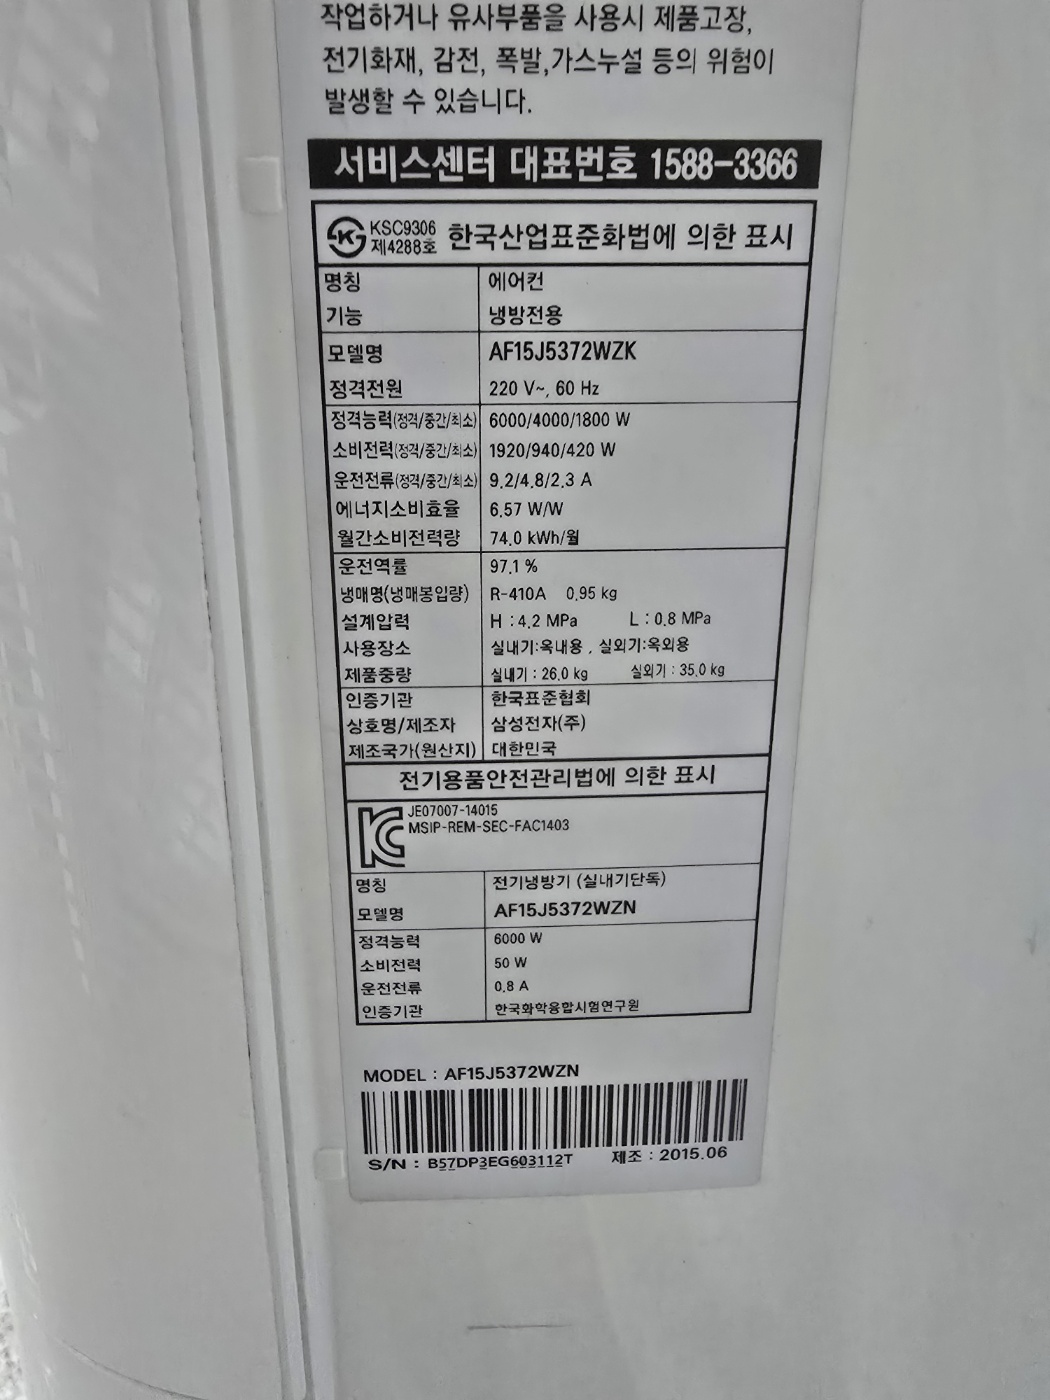 작업하거나 유사부품을 사용시 제품고장,
전기화재, 감전, 폭발,가스누설 등의 위험이
발생할 수 있습니다.
서비스센터 대표번호 1588-3366
KSC9306
제4288호 한국산업표준화법에 의한 표시
명칭 에어컨
기능 냉방전용
모델명 AF15J5372WZK
정격전원 220 V~, 60 Hz
정격능력(정격/중간/최소) 6000/4000/1800 W
소비전력(정격/중간/최소) 1920/940/420 W
운전전류(정격/중간/최소) 9.2/4.8/2.3 A
에너지소비효율 6.57 W/W
월간소비전력량 74.0 kWh/월
운전역률 97.1 %
냉매명(냉매봉입량) R-410A 0.95 kg
설계압력 H : 4.2 MPa L : 0.8 MPa
사용장소 실내기:옥내용 , 실외기:옥외용
제품중량 실내기 : 26.0 kg 실외기 : 35.0 kg
인증기관 한국표준협회
상호명/제조자 삼성전자(주)
제조국가(원산지) 대한민국
전기용품안전관리법에 의한 표시
JE07007-14015
MSIP-REM-SEC-FAC1403
명칭 전기냉방기 (실내기단독)
모델명 AF15J5372WZN
정격능력 6000 W
소비전력 50 W
운전전류 0.8 A
인증기관 한국화학융합시험연구원
MODEL : AF15J5372WZN
S/N : B57DP3EG603112T 제조 : 2015.06